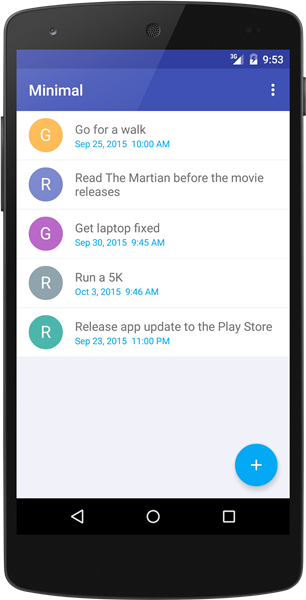 3G 9:53
Minimal
G Go for a walk
Sep 25, 2015 10:00 AM
R Read The Martian before the movie
releases
G Get laptop fixed
Sep 30, 2015 9:45 AM
R Run a 5K
Oct 3, 2015 9:46 AM
R Release app update to the Play Store
Sep 23, 2015 11:00 PM
+